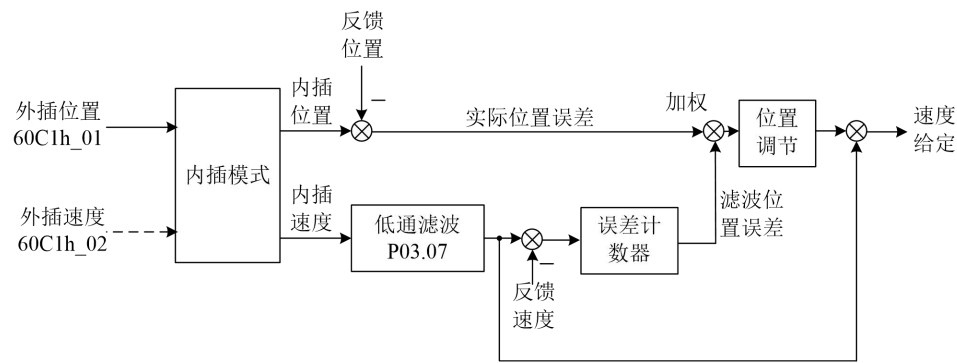 反馈
位置
外插位置
60C1h_01
内插
位置
实际位置误差
加权
位置
调节
速度
给定
内插模式
外插速度
60C1h_02
内插
速度
低通滤波
P03.07
误差计
数器
滤波位
置误差
反馈
速度